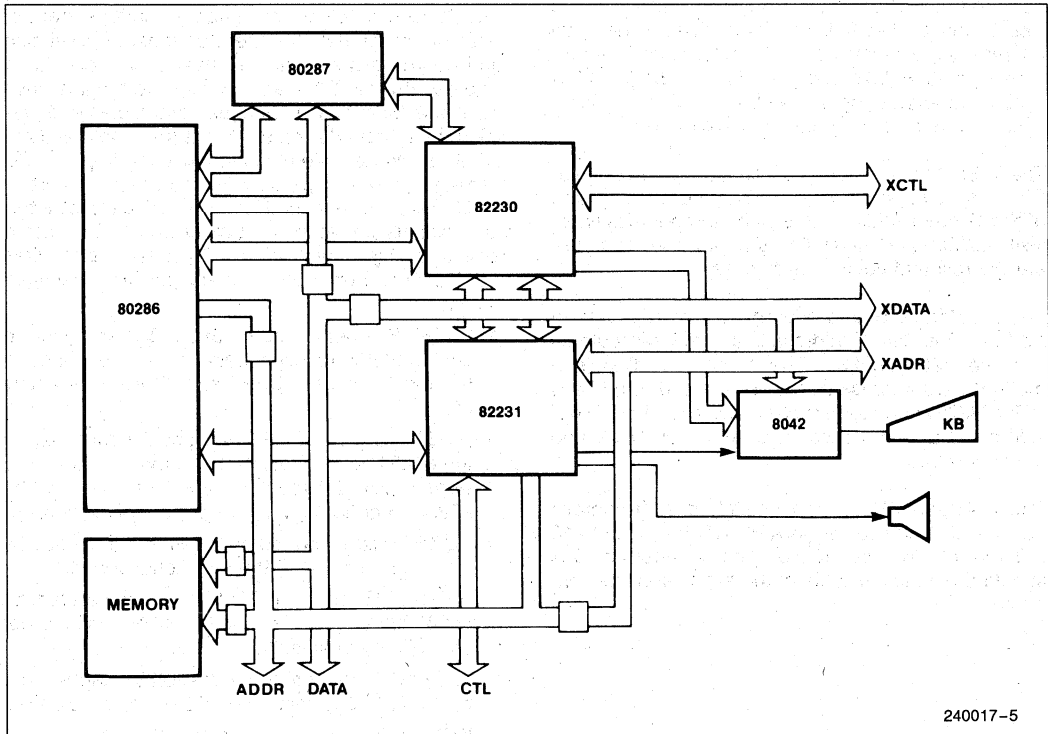 80287
82230
XCTL
80286
XDATA
XADR
82231
8042
KB
MEMORY
ADDR
DATA
CTL
240017-5